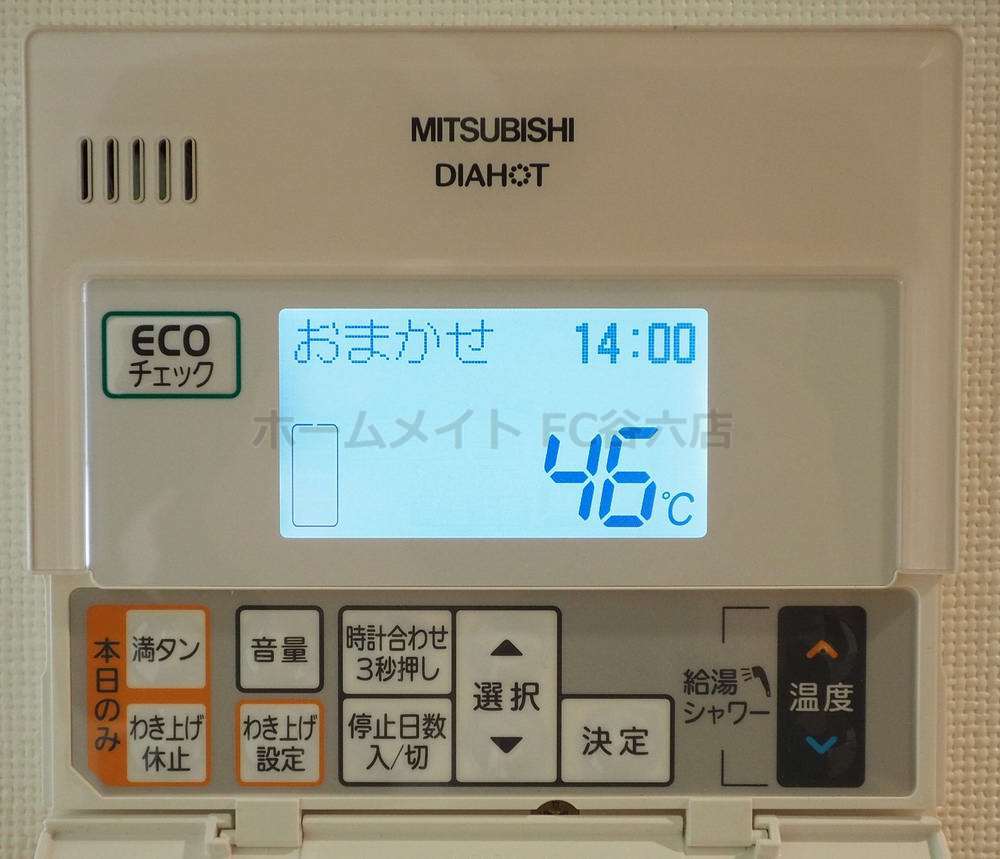 MITSUBISHI
DIAHOT
ECO
チェック
おまかせ 14:00
ホームメイト FC谷六店
46℃
本日のみ
満タン
わき上げ
休止
音量
わき上げ
設定
時計合わせ
3秒押し
停止日数
入/切
▲
選択
▼
決定
給湯
シャワー
温度